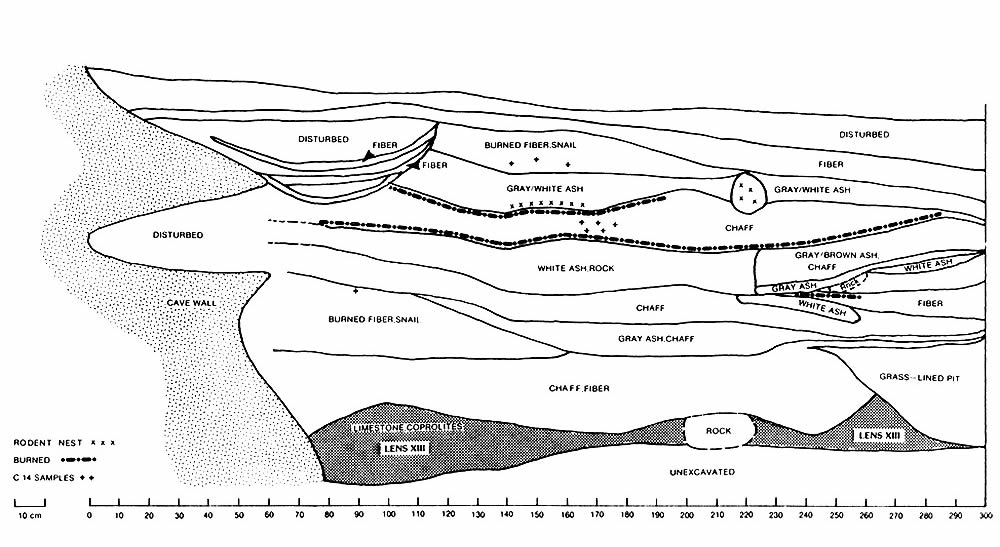 DISTURBED
DISTURBED
FIBER
BURNED FIBER, SNAIL
FIBER
FIBER
GRAY/WHITE ASH
GRAY/WHITE ASH
CHAFF
DISTURBED
GRAY/BROWN ASH,
CHAFF
WHITE ASH, ROCK
WHITE ASH
GRAY ASH
ROCK
CAVE WALL
CHAFF
WHITE ASH
FIBER
BURNED FIBER, SNAIL
GRAY ASH, CHAFF
GRASS-LINED PIT
CHAFF, FIBER
LIMESTONE COPROLITES
LENS XIII
ROCK
LENS XIII
UNEXCAVATED
RODENT NEST x x x
BURNED
C 14 SAMPLES + +
10 cm
0 10 20 30 40 50 60 70 80 90 100 110 120 130 140 150 160 170 180 190 200 210 220 230 240 250 260 270 280 290 300